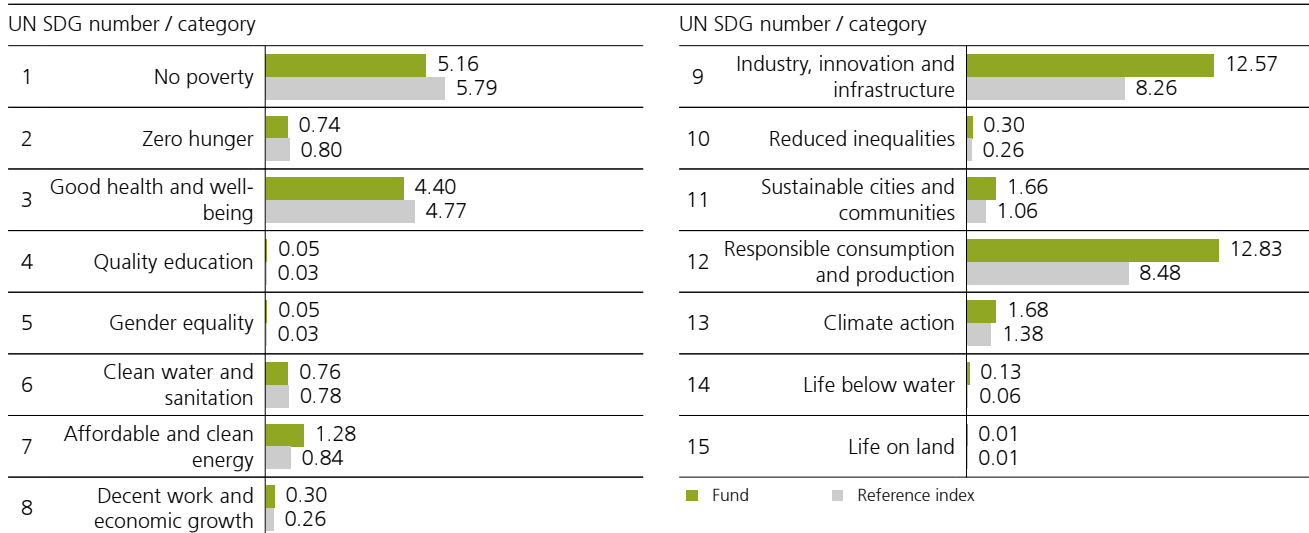 UN SDG number / category
1 No poverty 5.16
5.79
2 Zero hunger 0.74
0.80
3 Good health and well-
being 4.40
4.77
4 Quality education 0.05
0.03
5 Gender equality 0.05
0.03
6 Clean water and
sanitation 0.76
0.78
7 Affordable and clean
energy 1.28
0.84
8 Decent work and
economic growth 0.30
0.26
UN SDG number / category
9 Industry, innovation and
infrastructure 12.57
8.26
10 Reduced inequalities 0.30
0.26
11 Sustainable cities and
communities 1.66
1.06
12 Responsible consumption
and production 12.83
8.48
13 Climate action 1.68
1.38
14 Life below water 0.13
0.06
15 Life on land 0.01
0.01
Fund Reference index